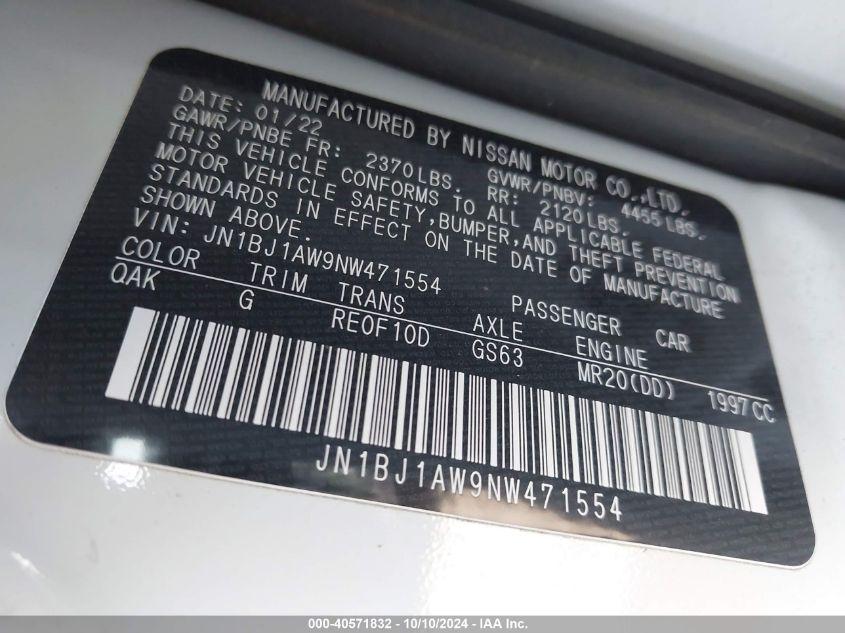 MANUFACTURED BY NISSAN MOTOR CO.,LTD.
DATE: 01/22 GVWR/PNBV: 4455 LBS.
GAWR/PNBE FR: 2370LBS. RR: 2120LBS.
THIS VEHICLE CONFORMS TO ALL APPLICABLE FEDERAL
MOTOR VEHICLE SAFETY,BUMPER,AND THEFT PREVENTION
STANDARDS IN EFFECT ON THE DATE OF MANUFACTURE
SHOWN ABOVE.
VIN: JN1BJ1AW9NW471554 PASSENGER CAR
COLOR TRIM TRANS AXLE ENGINE
QAK G RE0F10D GS63 MR20(DD) 1997CC
JN1BJ1AW9NW471554
000-40571832 - 10/10/2024 - IAA Inc.